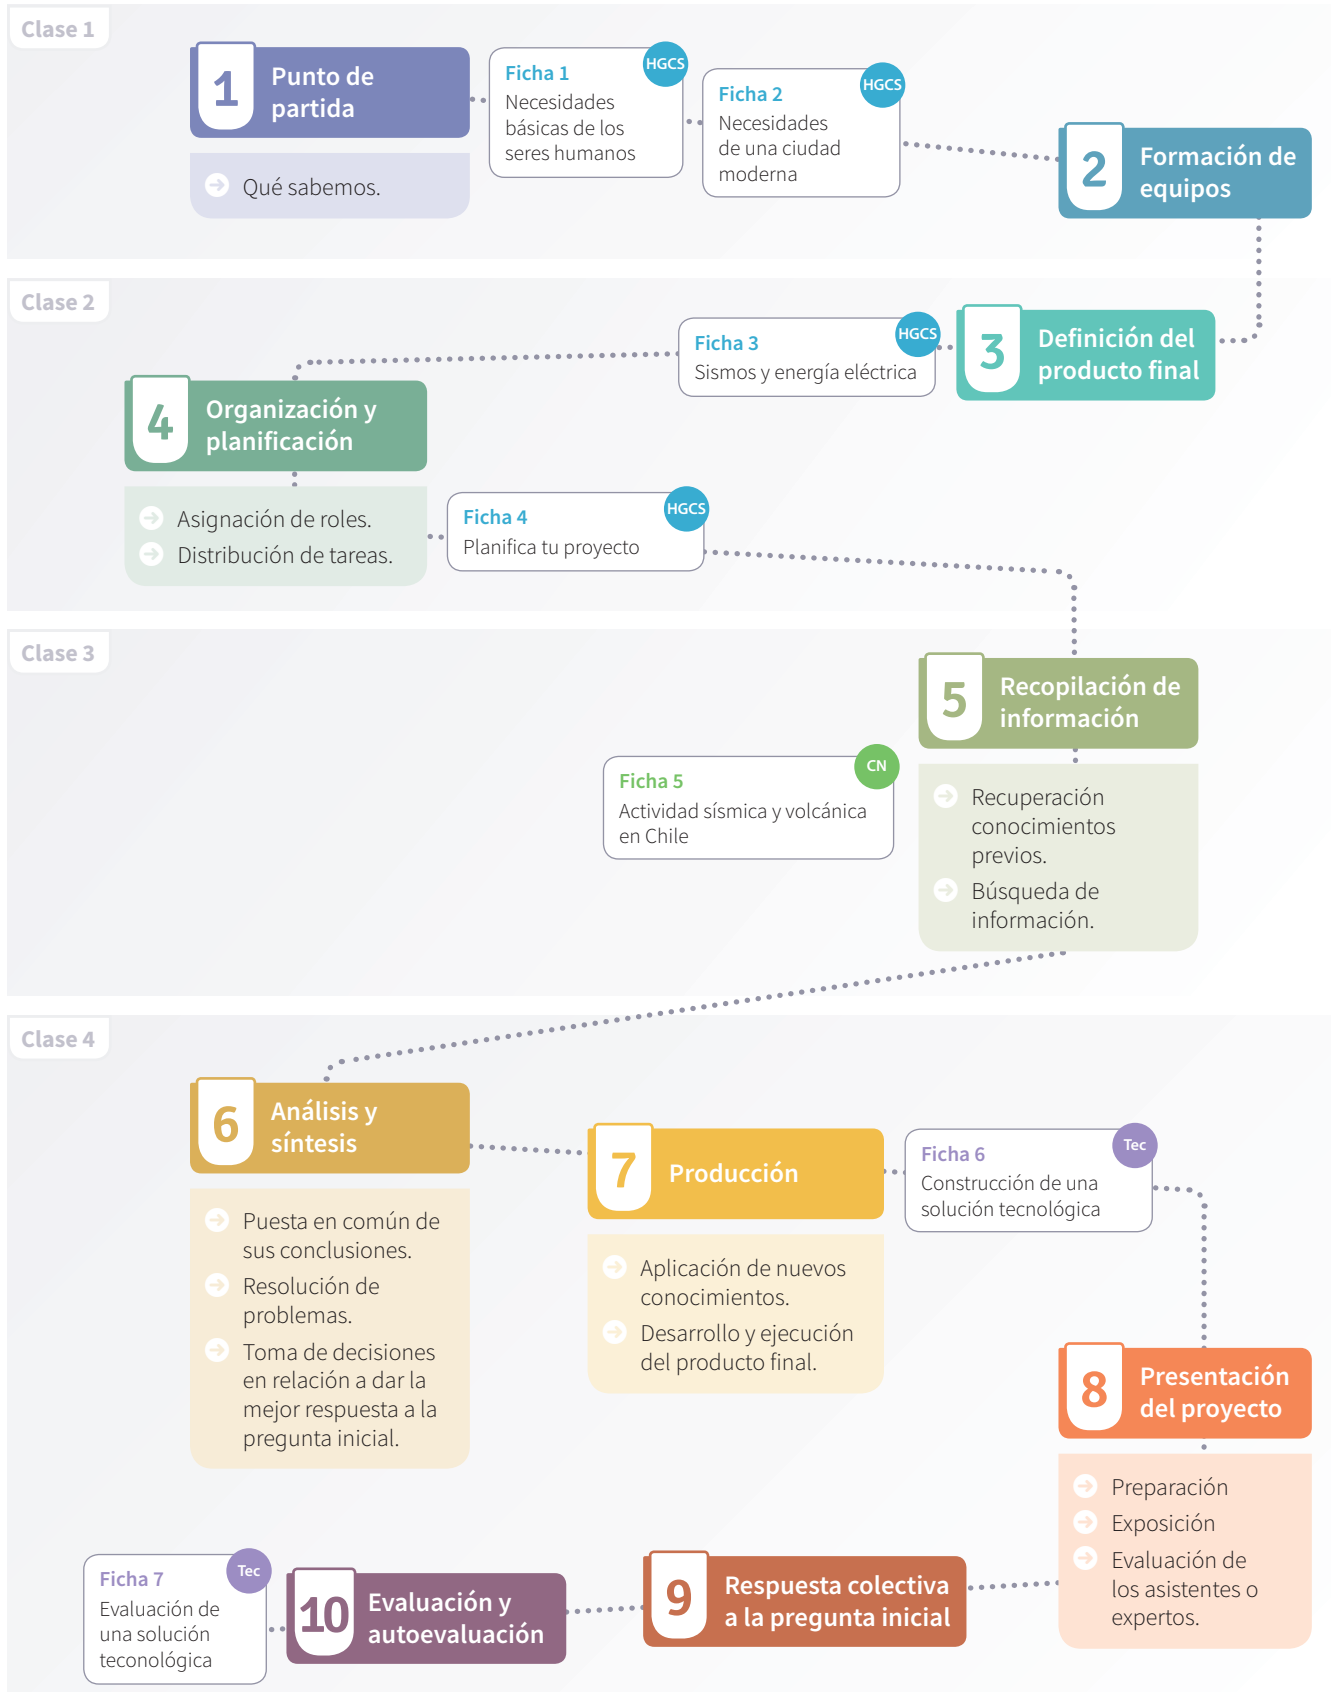 Clase 1
1
Punto de
partida
Qué sabemos.
HGCS
Ficha 1
Necesidades
básicas de los
seres humanos
HGCS
Ficha 2
Necesidades
de una ciudad
moderna
2
Formación de
equipos
Clase 2
3
Definición del
producto final
HGCS
Ficha 3
Sismos y energía eléctrica
4
Organización y
planificación
Asignación de roles.
Distribución de tareas.
HGCS
Ficha 4
Planifica tu proyecto
Clase 3
5
Recopilación de
información
Recuperación
conocimientos
previos.
Búsqueda de
información.
CN
Ficha 5
Actividad sísmica y volcánica
en Chile
Clase 4
6
Análisis y
síntesis
Puesta en común de
sus conclusiones.
Resolución de
problemas.
Toma de decisiones
en relación a dar la
mejor respuesta a la
pregunta inicial.
7
Producción
Aplicación de nuevos
conocimientos.
Desarrollo y ejecución
del producto final.
Tec
Ficha 6
Construcción de una
solución tecnológica
8
Presentación
del proyecto
Preparación
Exposición
Evaluación de
los asistentes o
expertos.
9
Respuesta colectiva
a la pregunta inicial
10
Evaluación y
autoevaluación
Tec
Ficha 7
Evaluación de
una solución
teconológica